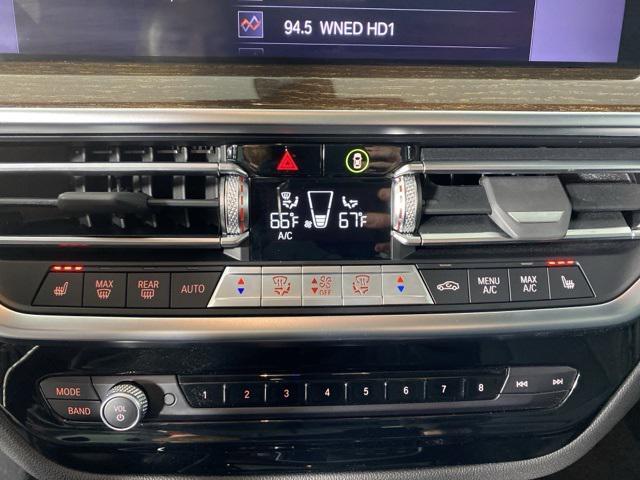 94.5 WNED HD1
66°F 67°F
A/C
MAX REAR AUTO OFF MENU A/C MAX A/C
MODE
BAND
VOL
1 2 3 4 5 6 7 8